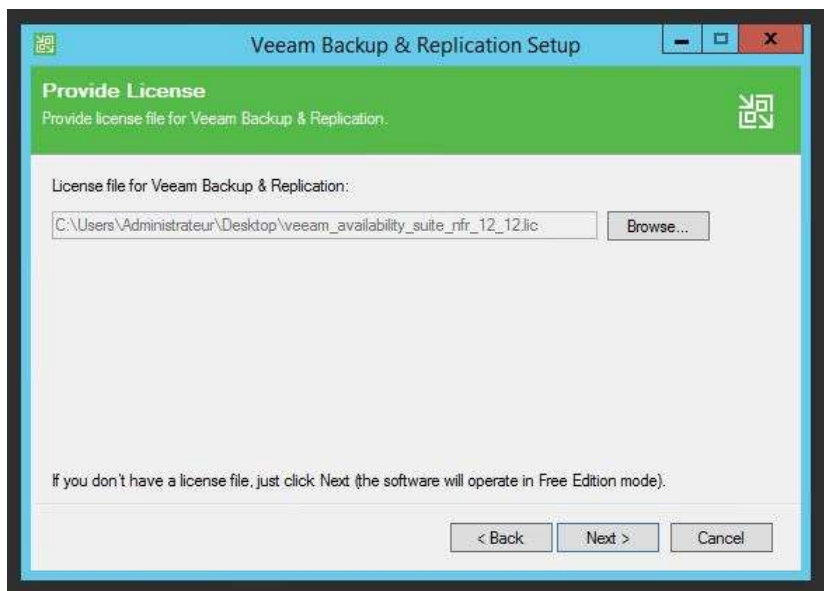 Veeam Backup & Replication Setup
Provide License
Provide license file for Veeam Backup & Replication.
License file for Veeam Backup & Replication:
C:\Users\Administrateur\Desktop\veeam_availability_suite_nfr_12_12.lic
Browse...
If you don't have a license file, just click Next (the software will operate in Free Edition mode).
< Back
Next >
Cancel